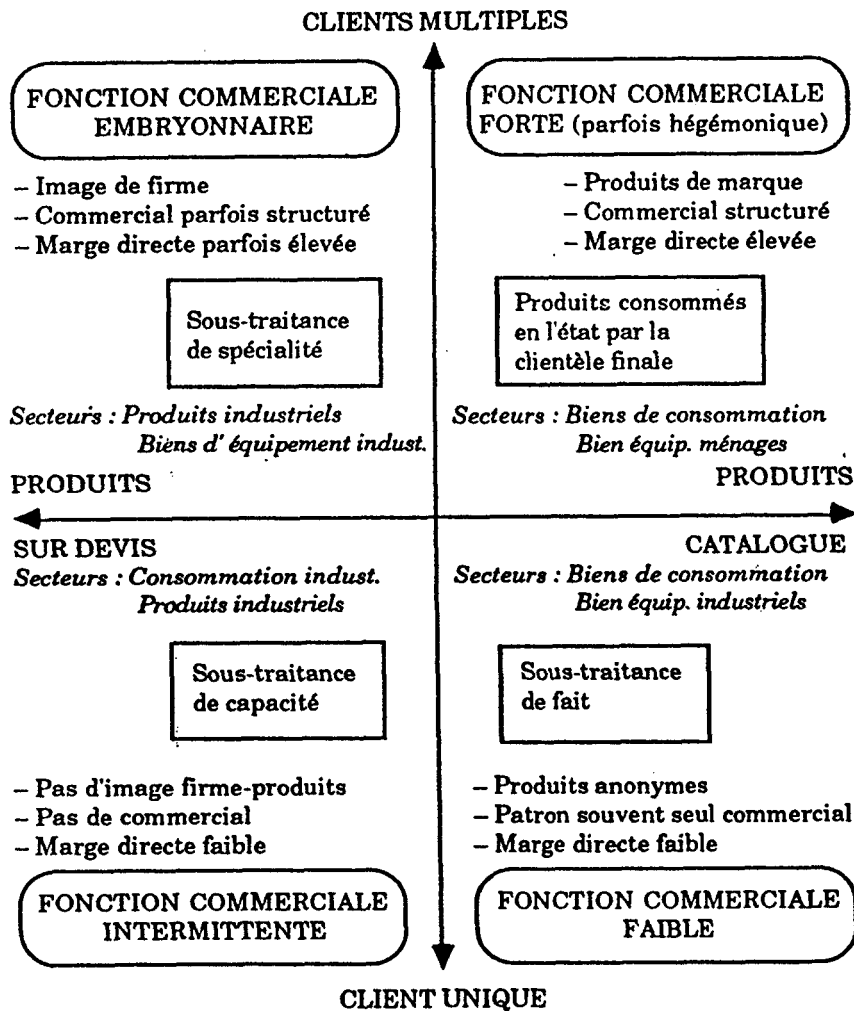 CLIENTS MULTIPLES
FONCTION COMMERCIALE
EMBRYONNAIRE
– Image de firme
– Commercial parfois structuré
– Marge directe parfois élevée
Sous-traitance
de spécialité
Secteurs : Produits industriels
Biens d'équipement indust.
FONCTION COMMERCIALE
FORTE (parfois hégémonique)
– Produits de marque
– Commercial structuré
– Marge directe élevée
Produits consommés
en l'état par la
clientèle finale
Secteurs : Biens de consommation
Bien équip. ménages
PRODUITS
SUR DEVIS
PRODUITS
CATALOGUE
Secteurs : Consommation indust.
Produits industriels
Sous-traitance
de capacité
– Pas d'image firme-produits
– Pas de commercial
– Marge directe faible
FONCTION COMMERCIALE
INTERMITTENTE
Secteurs : Biens de consommation
Bien équip. industriels
Sous-traitance
de fait
– Produits anonymes
– Patron souvent seul commercial
– Marge directe faible
FONCTION COMMERCIALE
FAIBLE
CLIENT UNIQUE